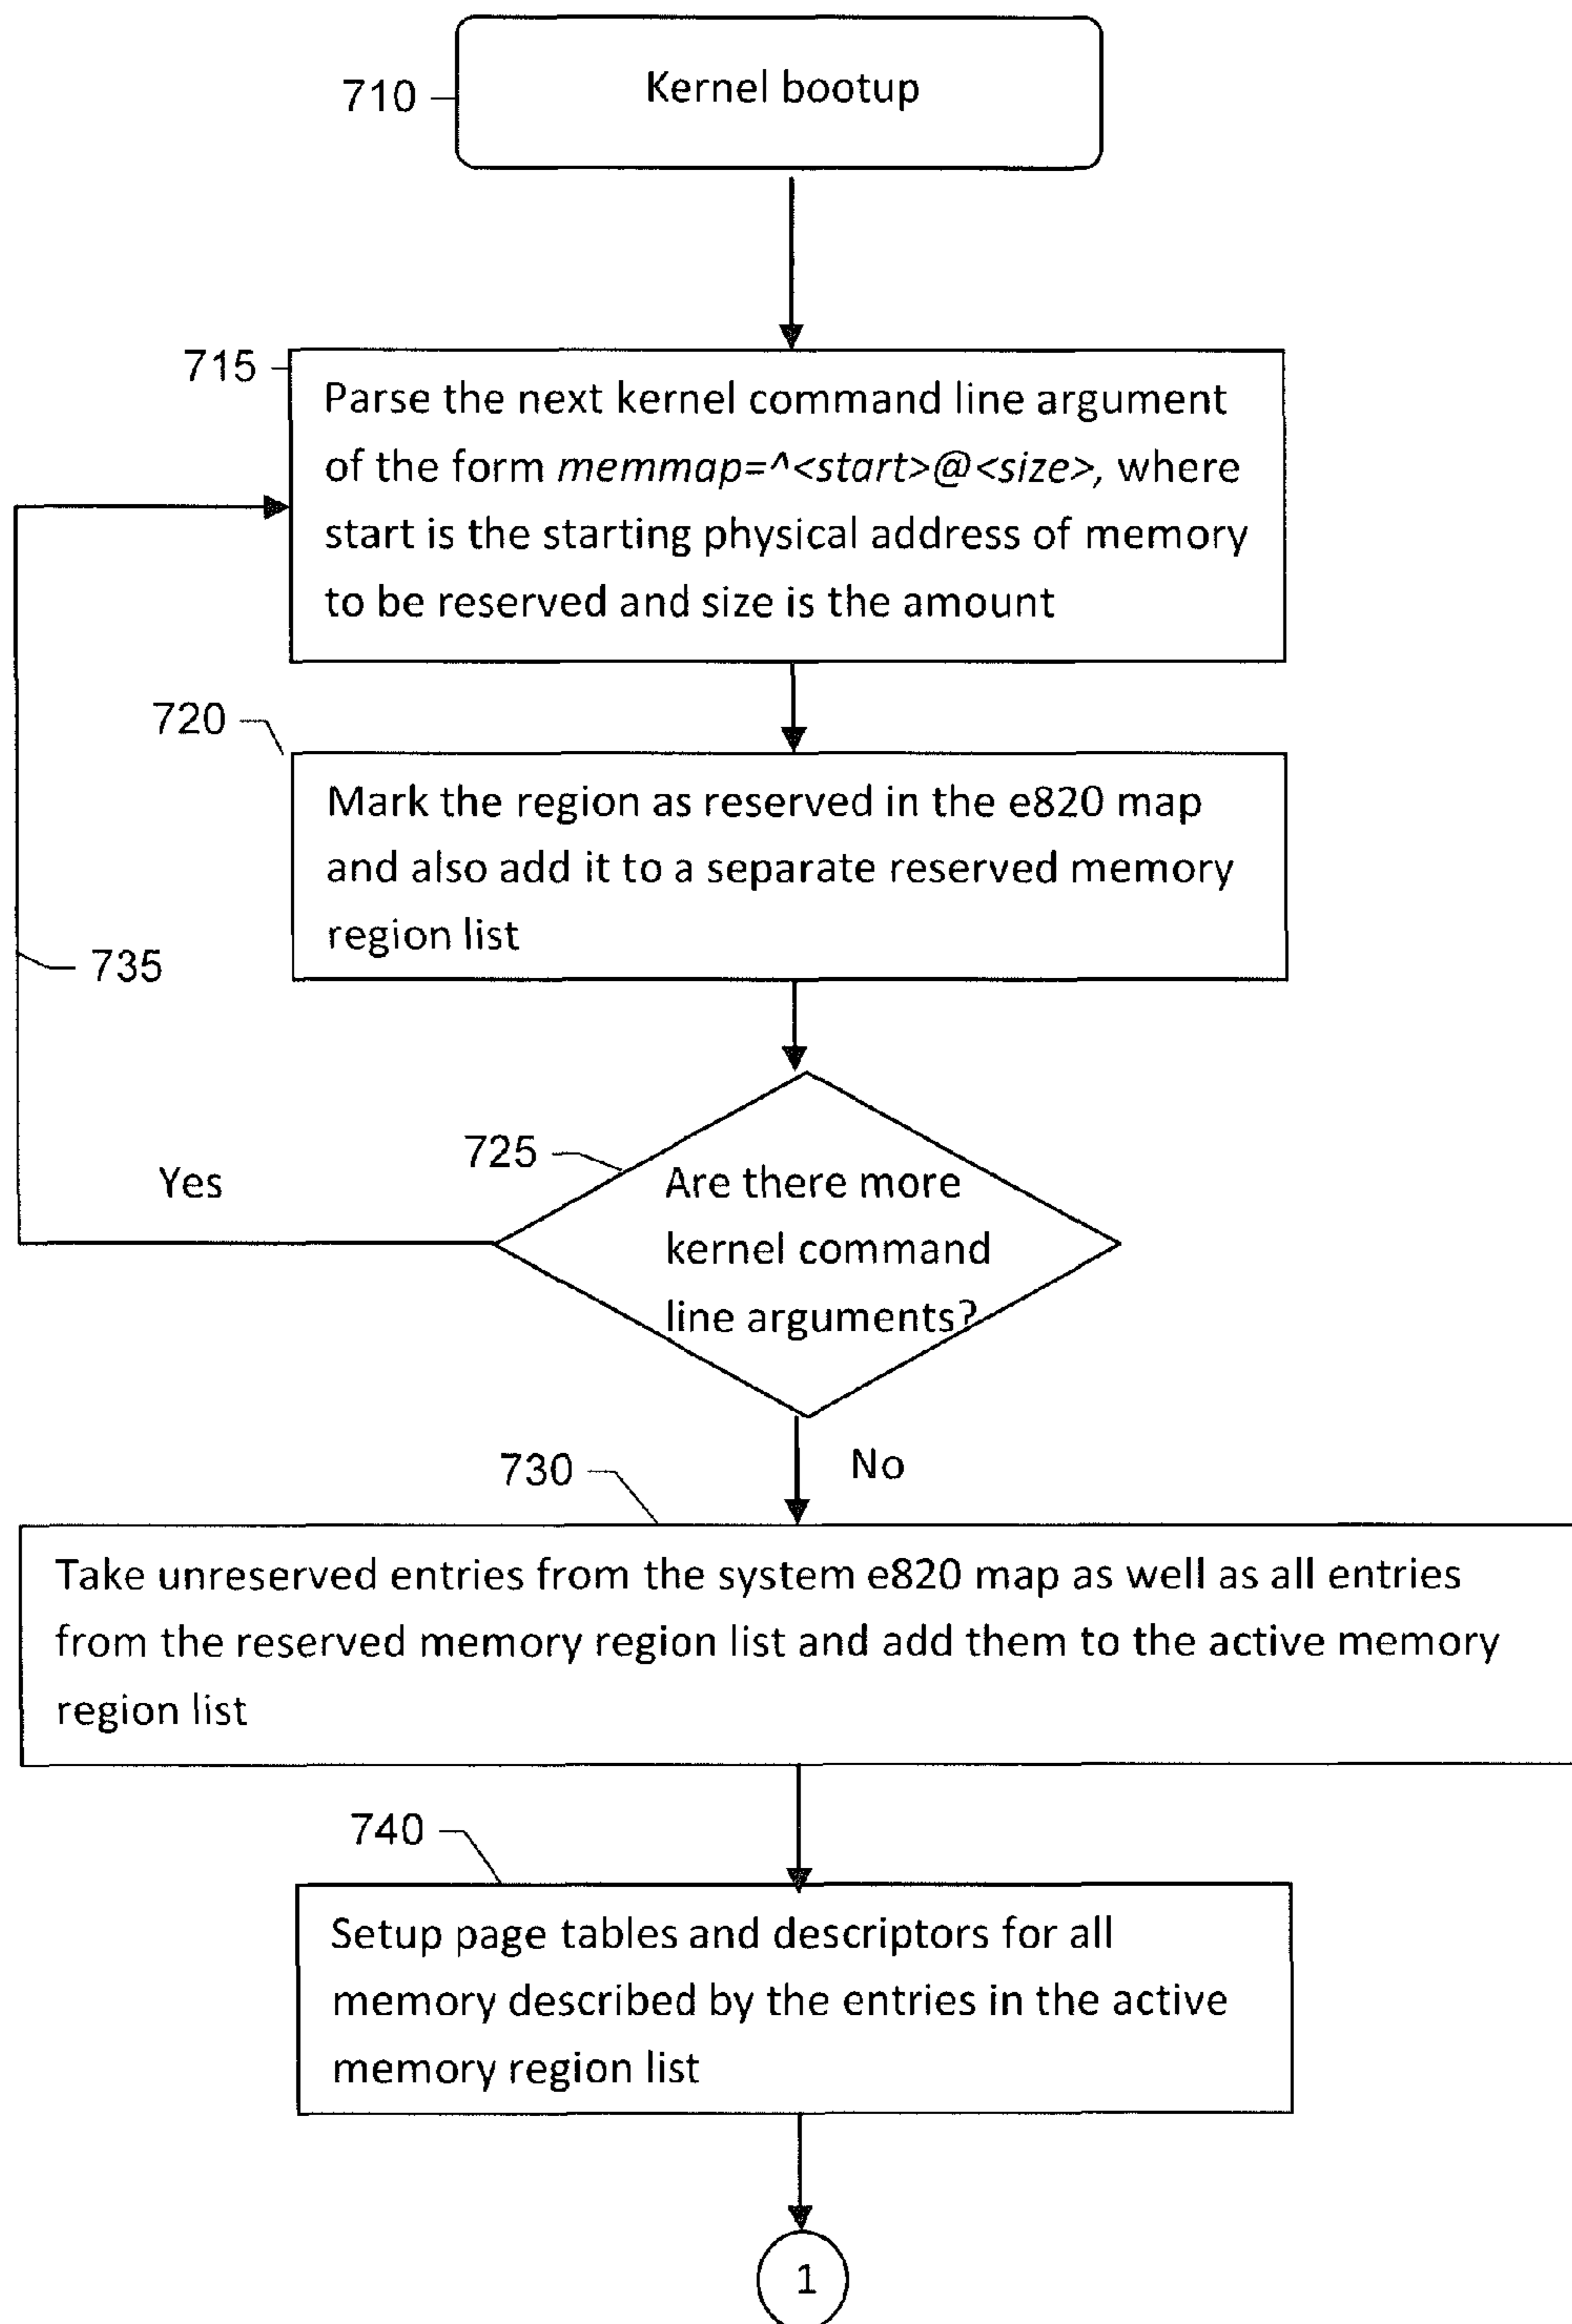 710
Kernel bootup
715
Parse the next kernel command line argument
of the form memmap=^<start>@<size>, where
start is the starting physical address of memory
to be reserved and size is the amount
720
Mark the region as reserved in the e820 map
and also add it to a separate reserved memory
region list
735
725
Yes
Are there more
kernel command
line arguments?
730
No
Take unreserved entries from the system e820 map as well as all entries
from the reserved memory region list and add them to the active memory
region list
740
Setup page tables and descriptors for all
memory described by the entries in the active
memory region list
1